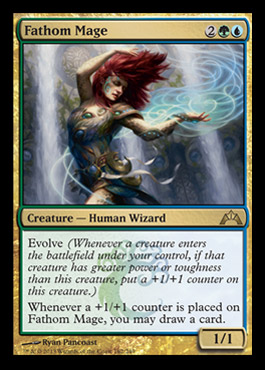 Fathom Mage 2
Creature — Human Wizard
Evolve (Whenever a creature enters
the battlefield under your control, if that
creature has greater power or toughness
than this creature, put a +1/+1 counter on
this creature.)
Whenever a +1/+1 counter is placed on
Fathom Mage, you may draw a card.
Ryan Pancoast
1/1